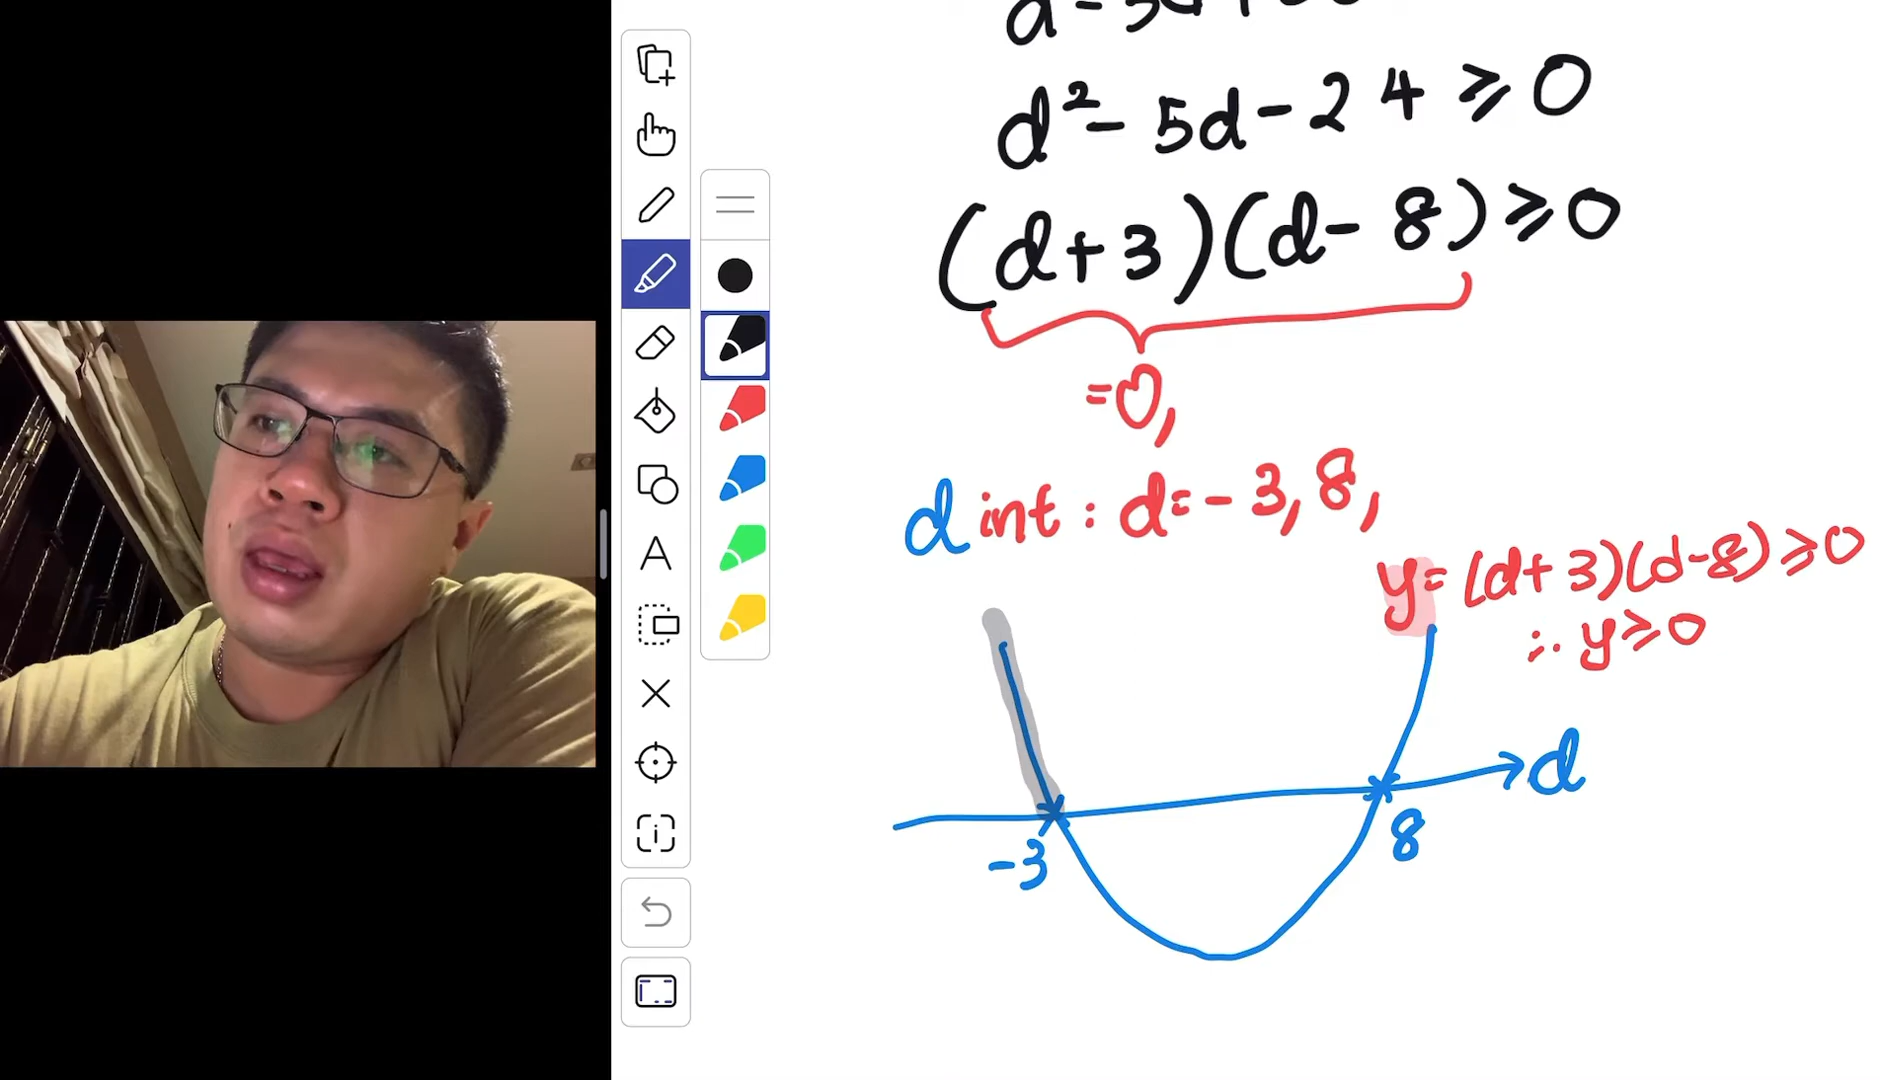 d² - 5d - 24 ≥ 0
(d+3)(d-8) ≥ 0
=0,
d int : d = -3, 8,
y = (d+3)(d-8) ≥ 0
∴ y ≥ 0
d
-3
8
A